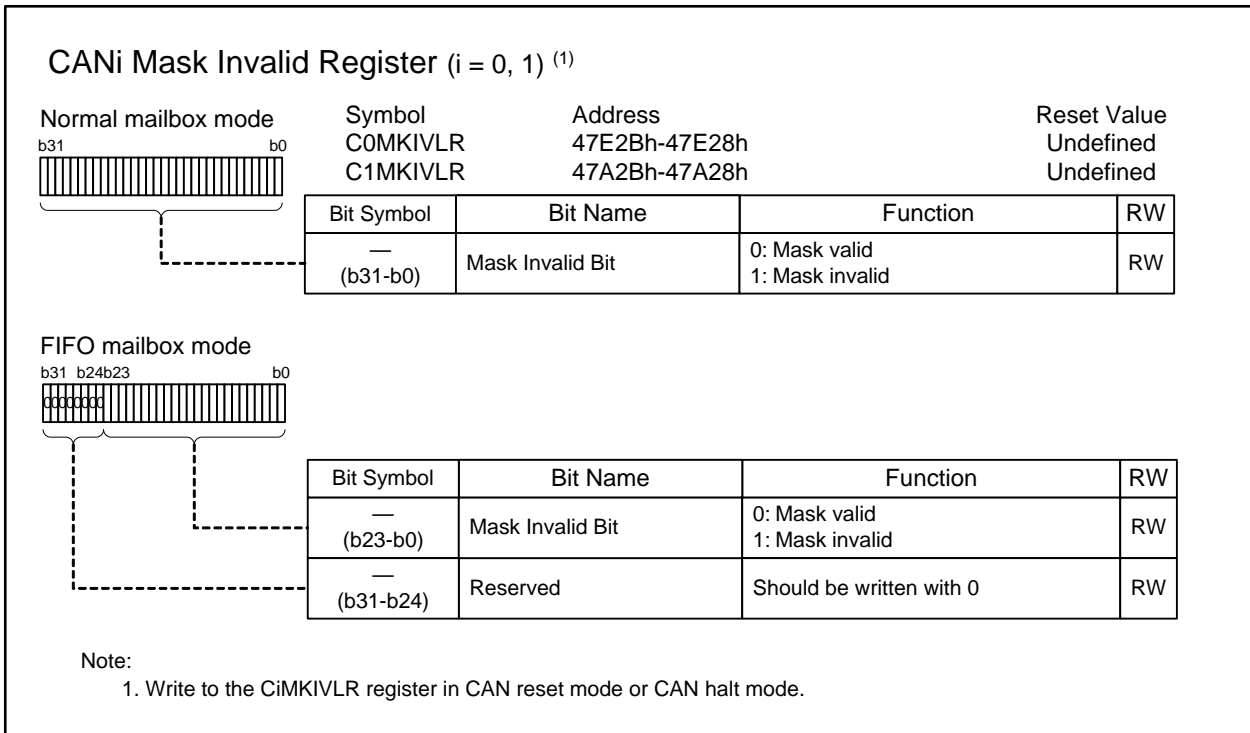 CANi Mask Invalid Register (i = 0, 1) (1)
Normal mailbox mode
b31 b0
Symbol Address Reset Value
C0MKIVLR 47E2Bh-47E28h Undefined
C1MKIVLR 47A2Bh-47A28h Undefined
Bit Symbol Bit Name Function RW
— (b31-b0) Mask Invalid Bit 0: Mask valid
1: Mask invalid RW
FIFO mailbox mode
b31 b24b23 b0
00000000
Bit Symbol Bit Name Function RW
— (b23-b0) Mask Invalid Bit 0: Mask valid
1: Mask invalid RW
— (b31-b24) Reserved Should be written with 0 RW
Note:
1. Write to the CiMKIVLR register in CAN reset mode or CAN halt mode.